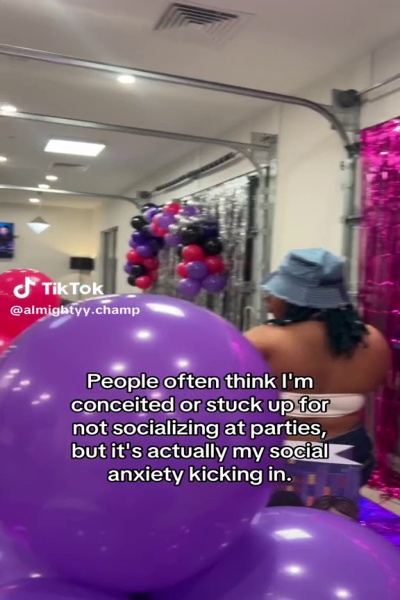 TikTok
@almightyy.champ
People often think I'm
conceited or stuck up for
not socializing at parties,
but it's actually my social
anxiety kicking in.